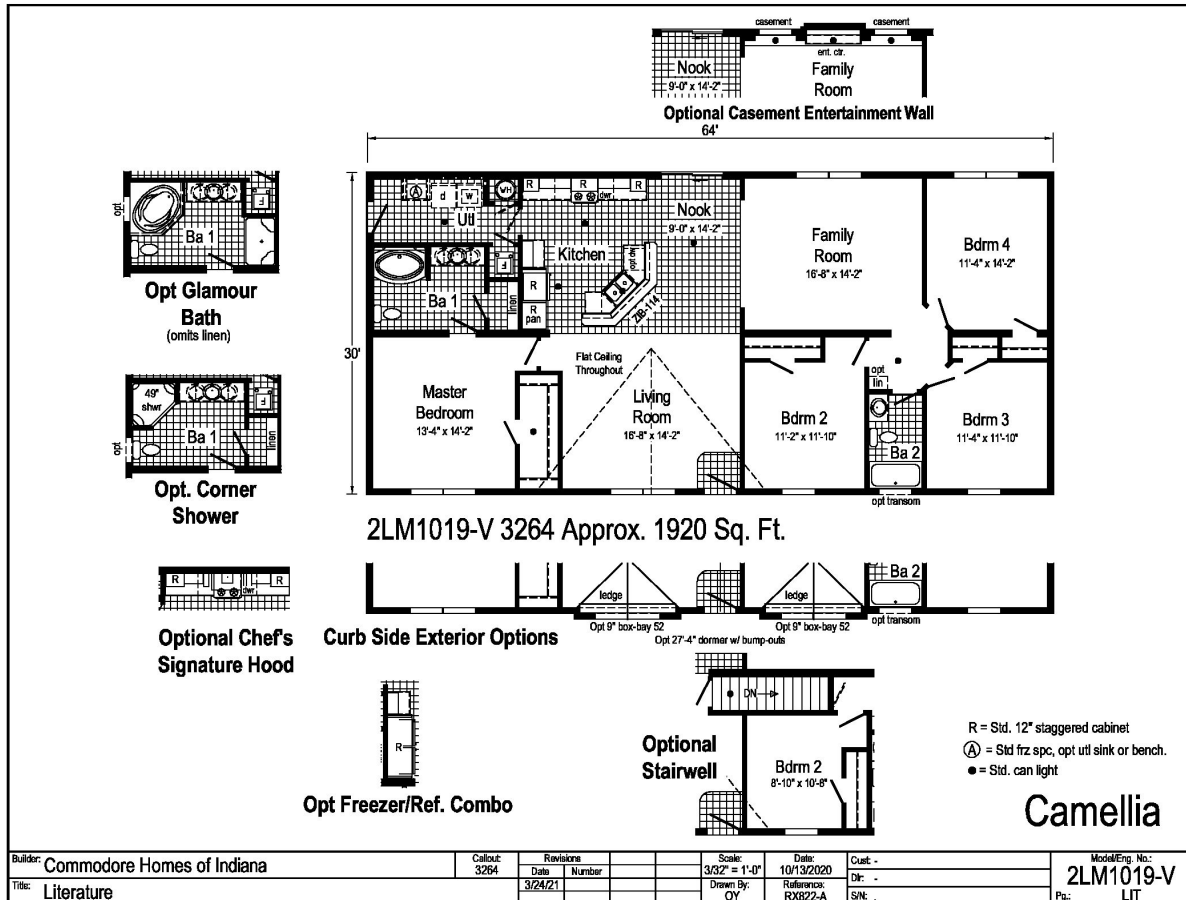 casement
casement
ent. ctr.
Nook
9'-0" x 14'-2"
Family
Room
Optional Casement Entertainment Wall
64'
30'
opt
Ba 1
F
Opt Glamour
Bath
(omits linen)
49"
shwr
Ba 1
F
linen
opt
Opt. Corner
Shower
R
R
dwr
Optional Chef's
Signature Hood
A
d
w
WH
Utl
F
Ba 1
linen
R
R
R
dwr
Kitchen
opt dw
R
R
pan
ZIB-114
Nook
9'-0" x 14'-2"
Family
Room
16'-8" x 14'-2"
Bdrm 4
11'-4" x 14'-2"
Master
Bedroom
13'-4" x 14'-2"
Flat Ceiling
Throughout
Living
Room
16'-8" x 14'-2"
Bdrm 2
11'-2" x 11'-10"
opt
lin
Ba 2
Bdrm 3
11'-4" x 11'-10"
opt transom
2LM1019-V 3264 Approx. 1920 Sq. Ft.
ledge
ledge
Ba 2
opt transom
Opt 9" box-bay 52
Opt 9" box-bay 52
Opt 27'-4" dormer w/ bump-outs
Curb Side Exterior Options
R
Opt Freezer/Ref. Combo
DN
Optional
Stairwell
Bdrm 2
8'-10" x 10'-8"
R = Std. 12" staggered cabinet
A = Std frz spc, opt utl sink or bench.
● = Std. can light
Camellia
Builder: Commodore Homes of Indiana
Title: Literature
Callout:
3264
Revisions
Date Number
3/24/21
Scale:
3/32" = 1'-0"
Drawn By:
OY
Date:
10/13/2020
Reference:
RX822-A
Cust: -
Dir: -
S/N: .
Model/Eng. No.:
2LM1019-V
Pg.: LIT